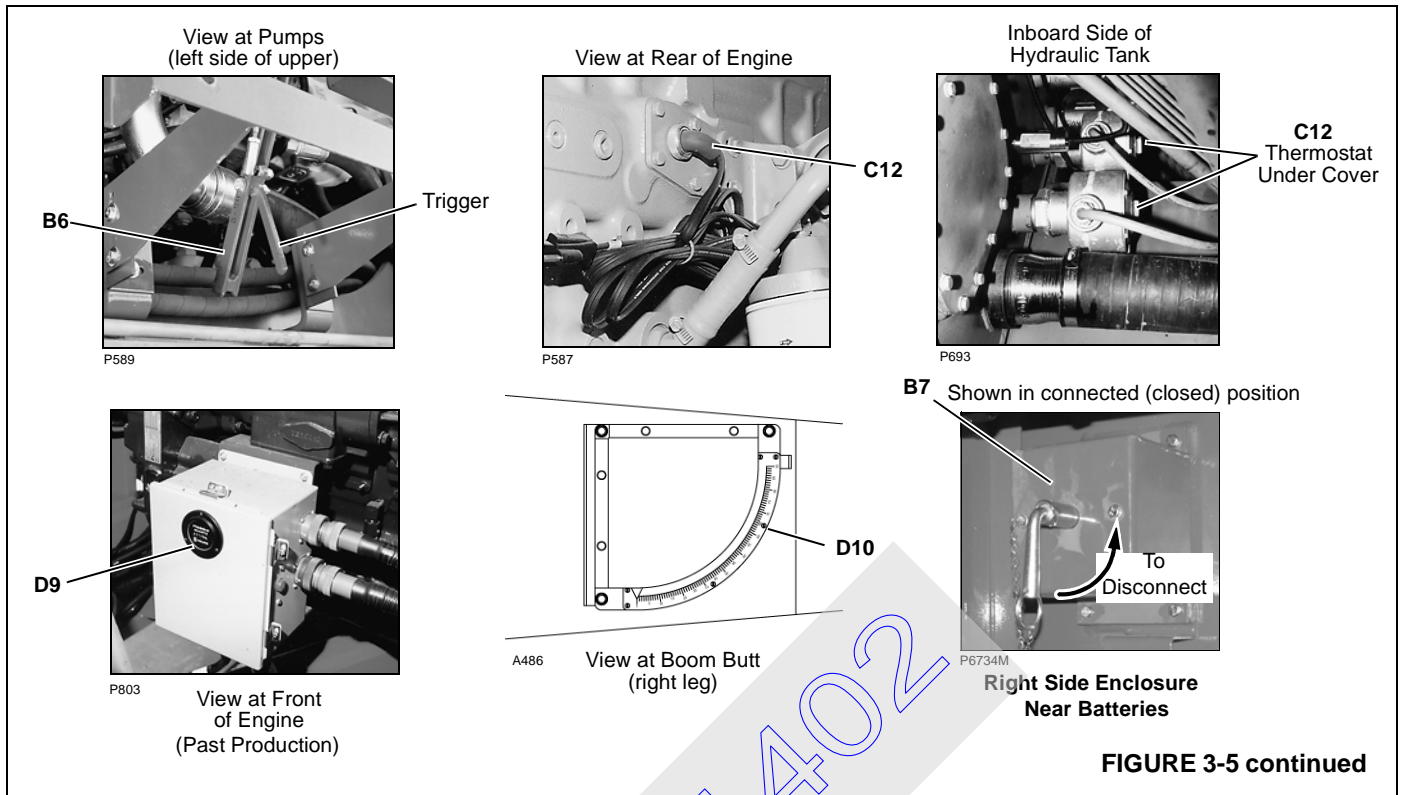 View at Pumps
(left side of upper)
B6
Trigger
P589
View at Rear of Engine
C12
P587
Inboard Side of
Hydraulic Tank
C12
Thermostat
Under Cover
P693
D9
P803
View at Front
of Engine
(Past Production)
D10
A486
View at Boom Butt
(right leg)
B7
Shown in connected (closed) position
To
Disconnect
P6734M
Right Side Enclosure
Near Batteries
FIGURE 3-5 continued
402